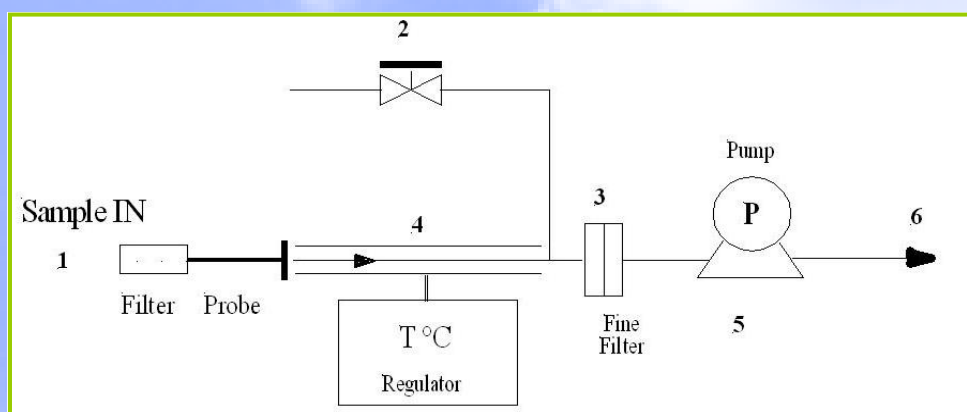 2
Pump
Sample IN
3
6
4
P
1
Filter Probe
T °C
Fine
Filter
5
Regulator